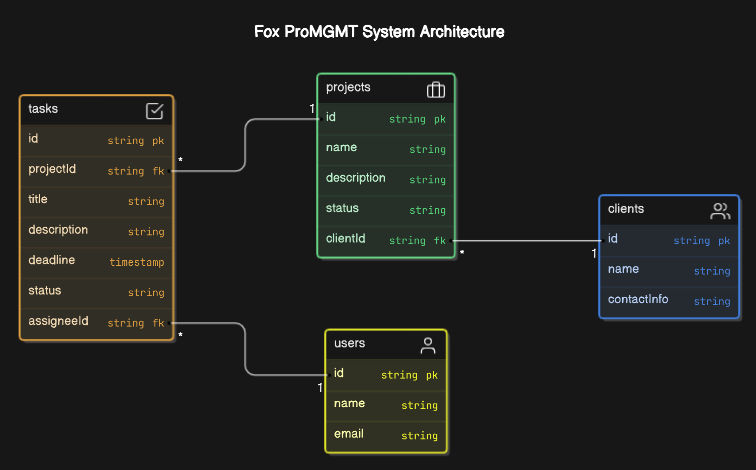 Fox ProMGMT System Architecture
tasks
id string pk
projectId string fk
title string
description string
deadline timestamp
status string
assigneeId string fk
*
*
projects
1
id string pk
name string
description string
status string
clientId string fk
*
clients
id string pk
1
name string
contactInfo string
users
id string pk
1
name string
email string